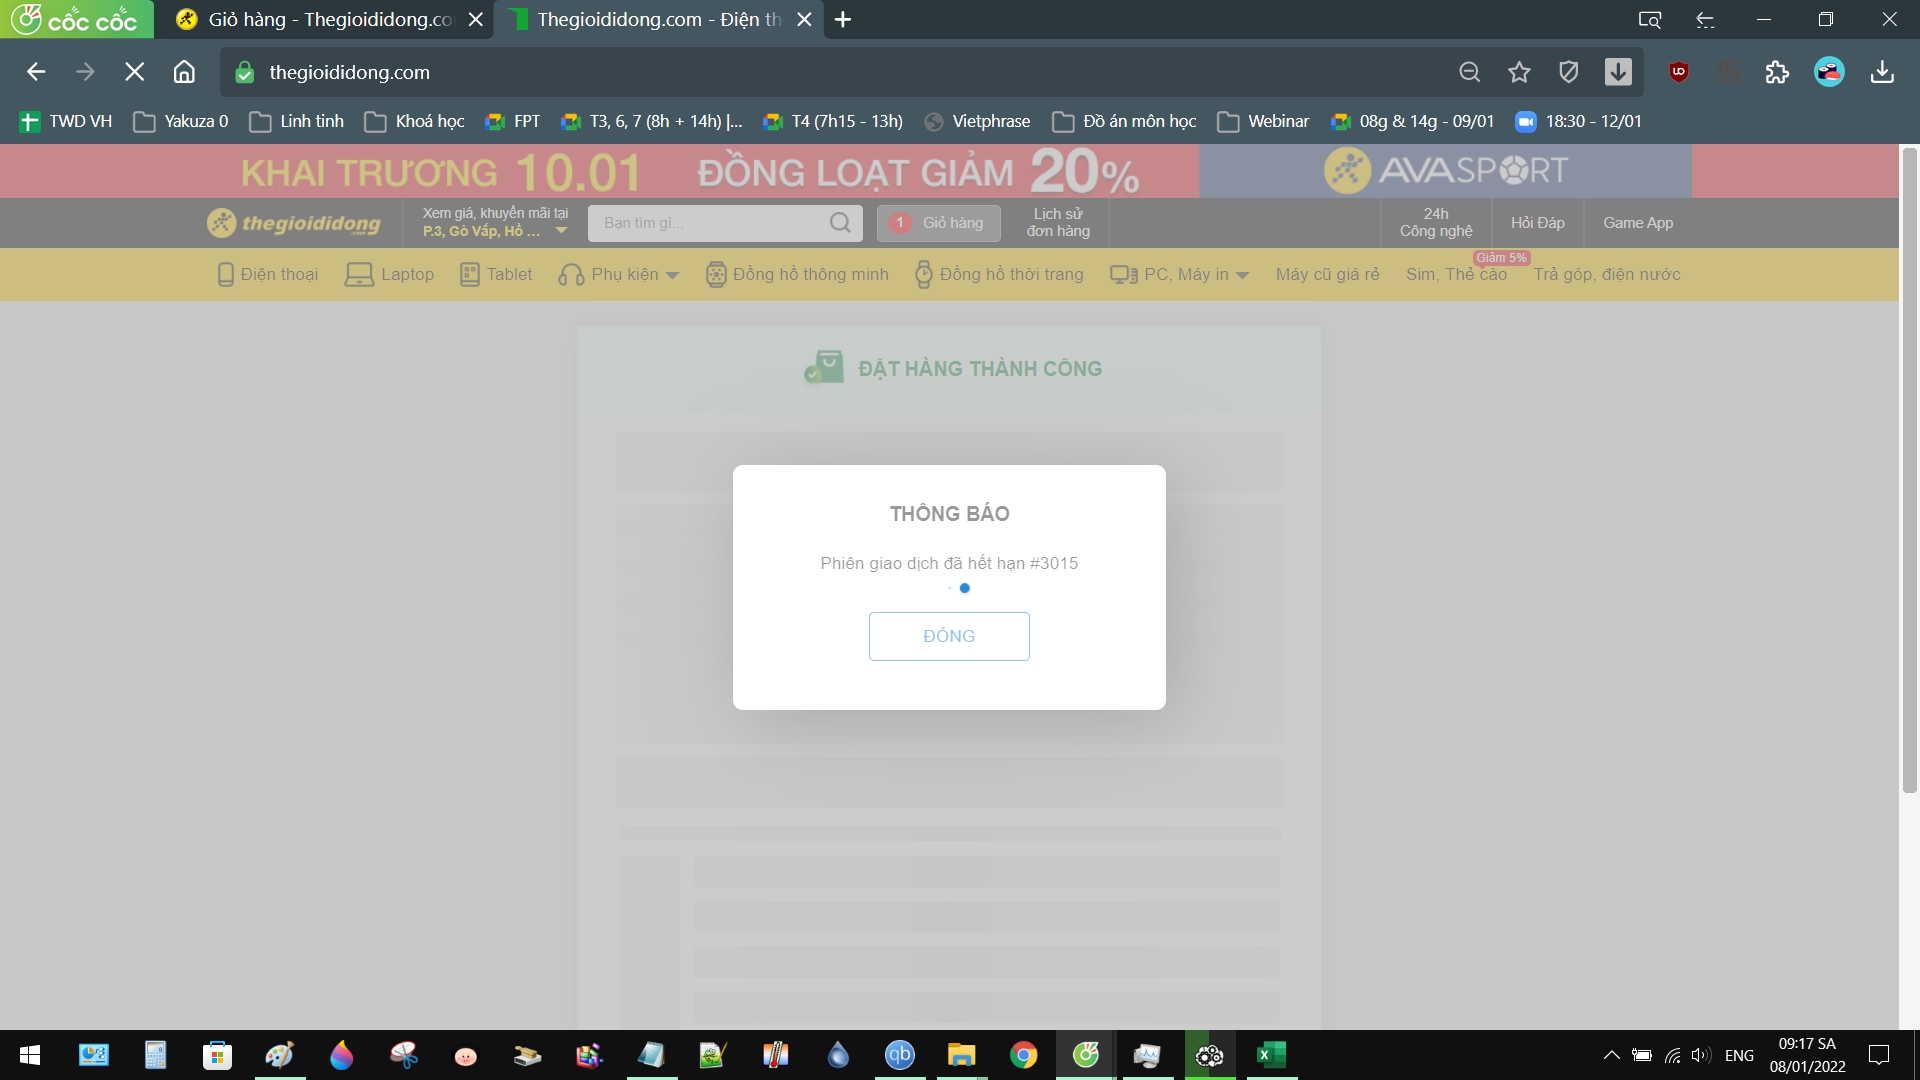 cốc cốc
Giỏ hàng - Thegioididong.co
Thegioididong.com - Điện th
thegioididong.com
TWD VH
Yakuza 0
Linh tinh
Khoá học
FPT
T3, 6, 7 (8h + 14h) |...
T4 (7h15 - 13h)
Vietphrase
Đồ án môn học
Webinar
08g & 14g - 09/01
18:30 - 12/01
KHAI TRƯƠNG 10.01 ĐỒNG LOẠT GIẢM 20%
AVASPORT
thegioididong.com
Xem giá, khuyến mãi tại
P.3, Gò Vấp, Hồ ...
Bạn tìm gì...
1 Giỏ hàng
Lịch sử
đơn hàng
24h
Công nghệ
Hỏi Đáp
Game App
Giảm 5%
Điện thoại
Laptop
Tablet
Phụ kiện
Đồng hồ thông minh
Đồng hồ thời trang
PC, Máy in
Máy cũ giá rẻ
Sim, Thẻ cào
Trả góp, điện nước
ĐẶT HÀNG THÀNH CÔNG
THÔNG BÁO
Phiên giao dịch đã hết hạn #3015
ĐÓNG
qb
ENG
09:17 SA
08/01/2022